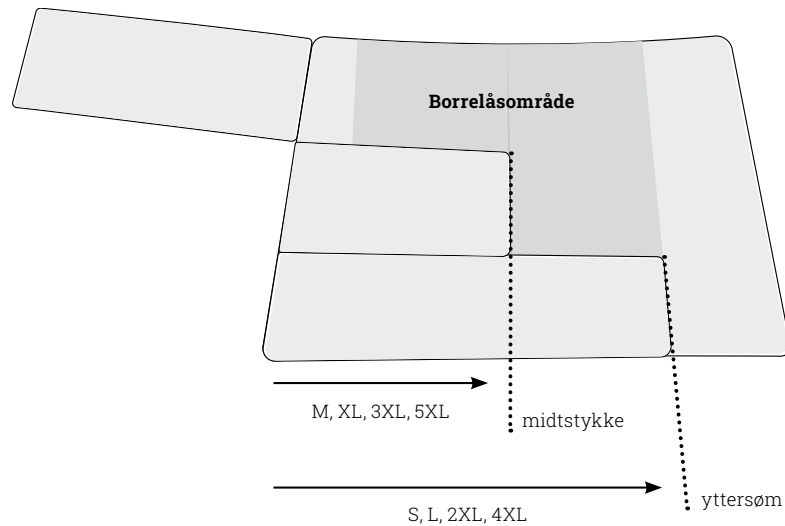 Borrelåsområde
M, XL, 3XL, 5XL
midtstykke
yttersøm
S, L, 2XL, 4XL